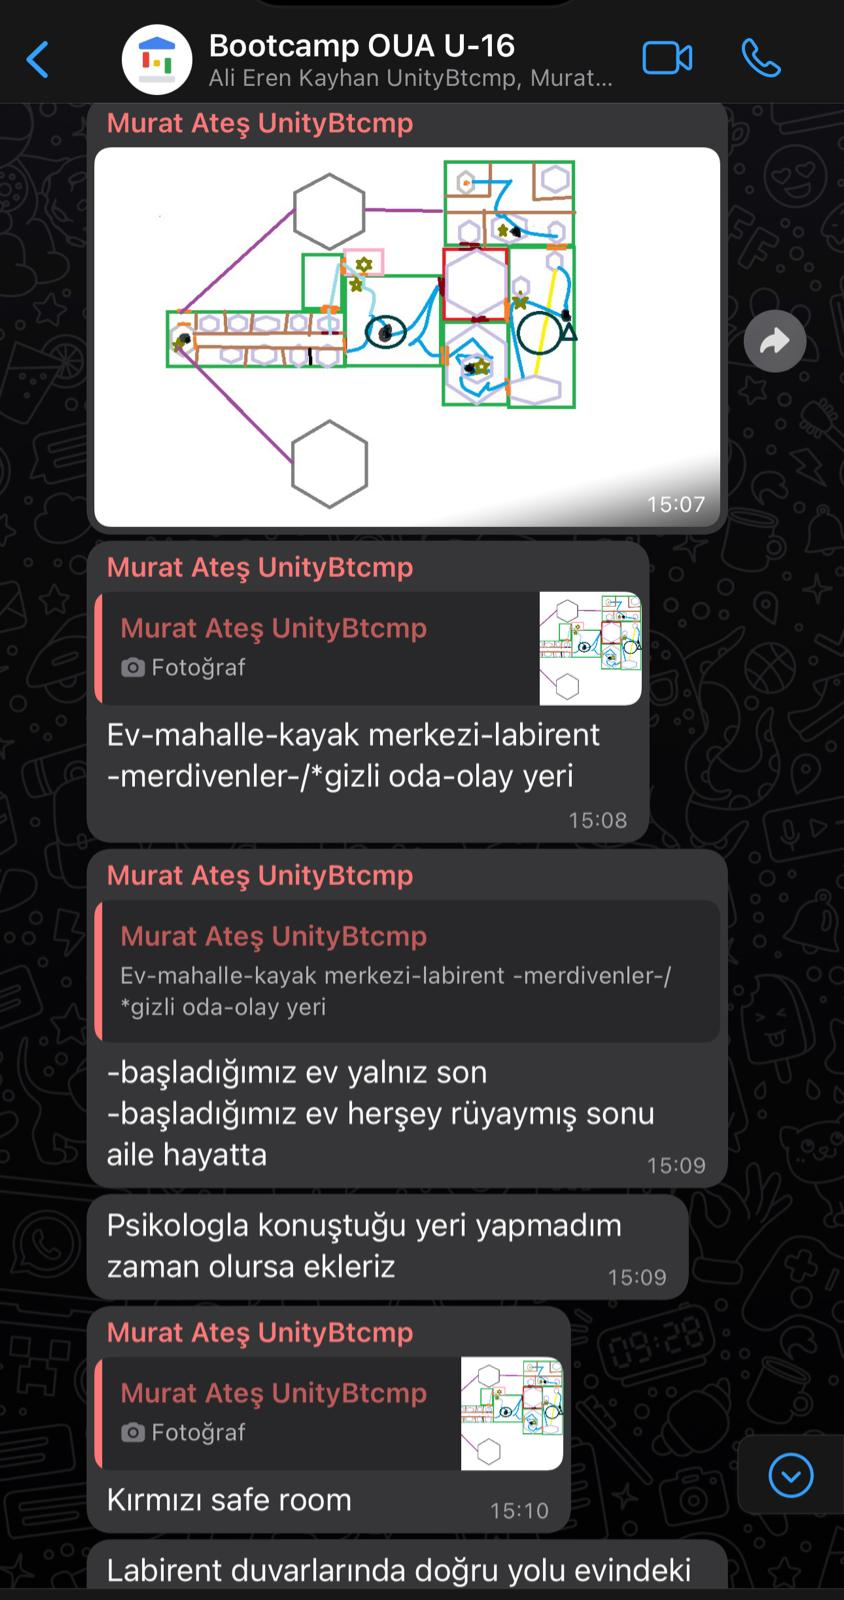 Bootcamp OUA U-16
Ali Eren Kayhan UnityBtcmp, Murat...
Murat Ateş UnityBtcmp
15:07
Murat Ateş UnityBtcmp
Murat Ateş UnityBtcmp
Fotoğraf
Ev-mahalle-kayak merkezi-labirent
-merdivenler-/*gizli oda-olay yeri
15:08
Murat Ateş UnityBtcmp
Murat Ateş UnityBtcmp
Ev-mahalle-kayak merkezi-labirent -merdivenler-/
*gizli oda-olay yeri
-başladığımız ev yalnız son
-başladığımız ev herşey rüyaymış sonu
aile hayatta
15:09
Psikologla konuştuğu yeri yapmadım
zaman olursa ekleriz
15:09
Murat Ateş UnityBtcmp
Murat Ateş UnityBtcmp
Fotoğraf
Kırmızı safe room
15:10
Labirent duvarlarında doğru yolu evindeki